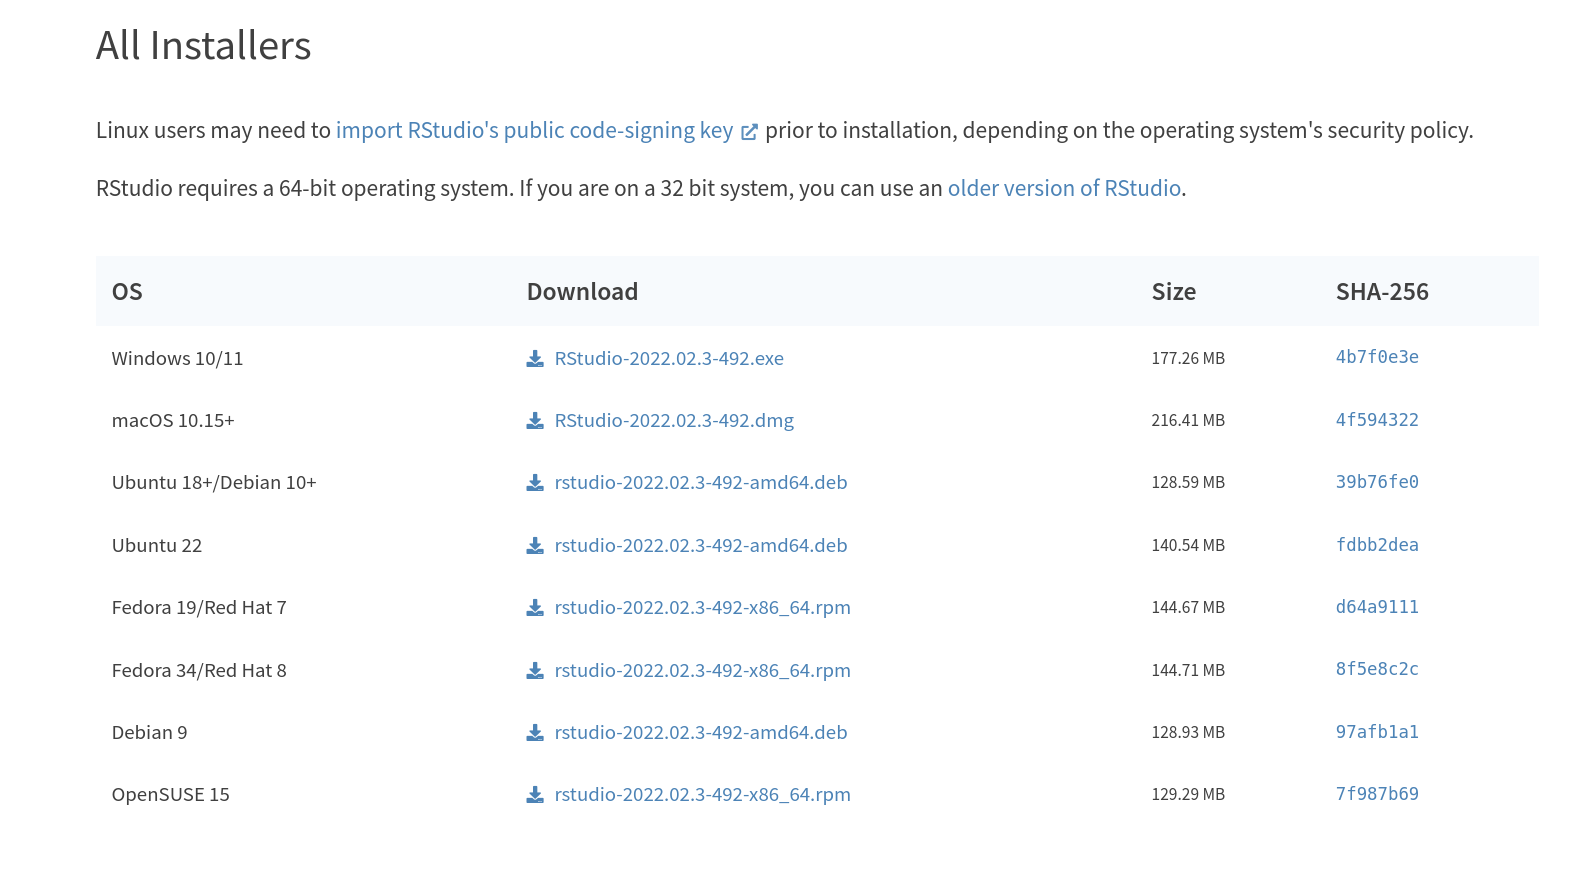 All Installers
Linux users may need to import RStudio's public code-signing key prior to installation, depending on the operating system's security policy.
RStudio requires a 64-bit operating system. If you are on a 32 bit system, you can use an older version of RStudio.
OS Download Size SHA-256
Windows 10/11 RStudio-2022.02.3-492.exe 177.26 MB 4b7f0e3e
macOS 10.15+ RStudio-2022.02.3-492.dmg 216.41 MB 4f594322
Ubuntu 18+/Debian 10+ rstudio-2022.02.3-492-amd64.deb 128.59 MB 39b76fe0
Ubuntu 22 rstudio-2022.02.3-492-amd64.deb 140.54 MB fdbb2dea
Fedora 19/Red Hat 7 rstudio-2022.02.3-492-x86_64.rpm 144.67 MB d64a9111
Fedora 34/Red Hat 8 rstudio-2022.02.3-492-x86_64.rpm 144.71 MB 8f5e8c2c
Debian 9 rstudio-2022.02.3-492-amd64.deb 128.93 MB 97afb1a1
OpenSUSE 15 rstudio-2022.02.3-492-x86_64.rpm 129.29 MB 7f987b69